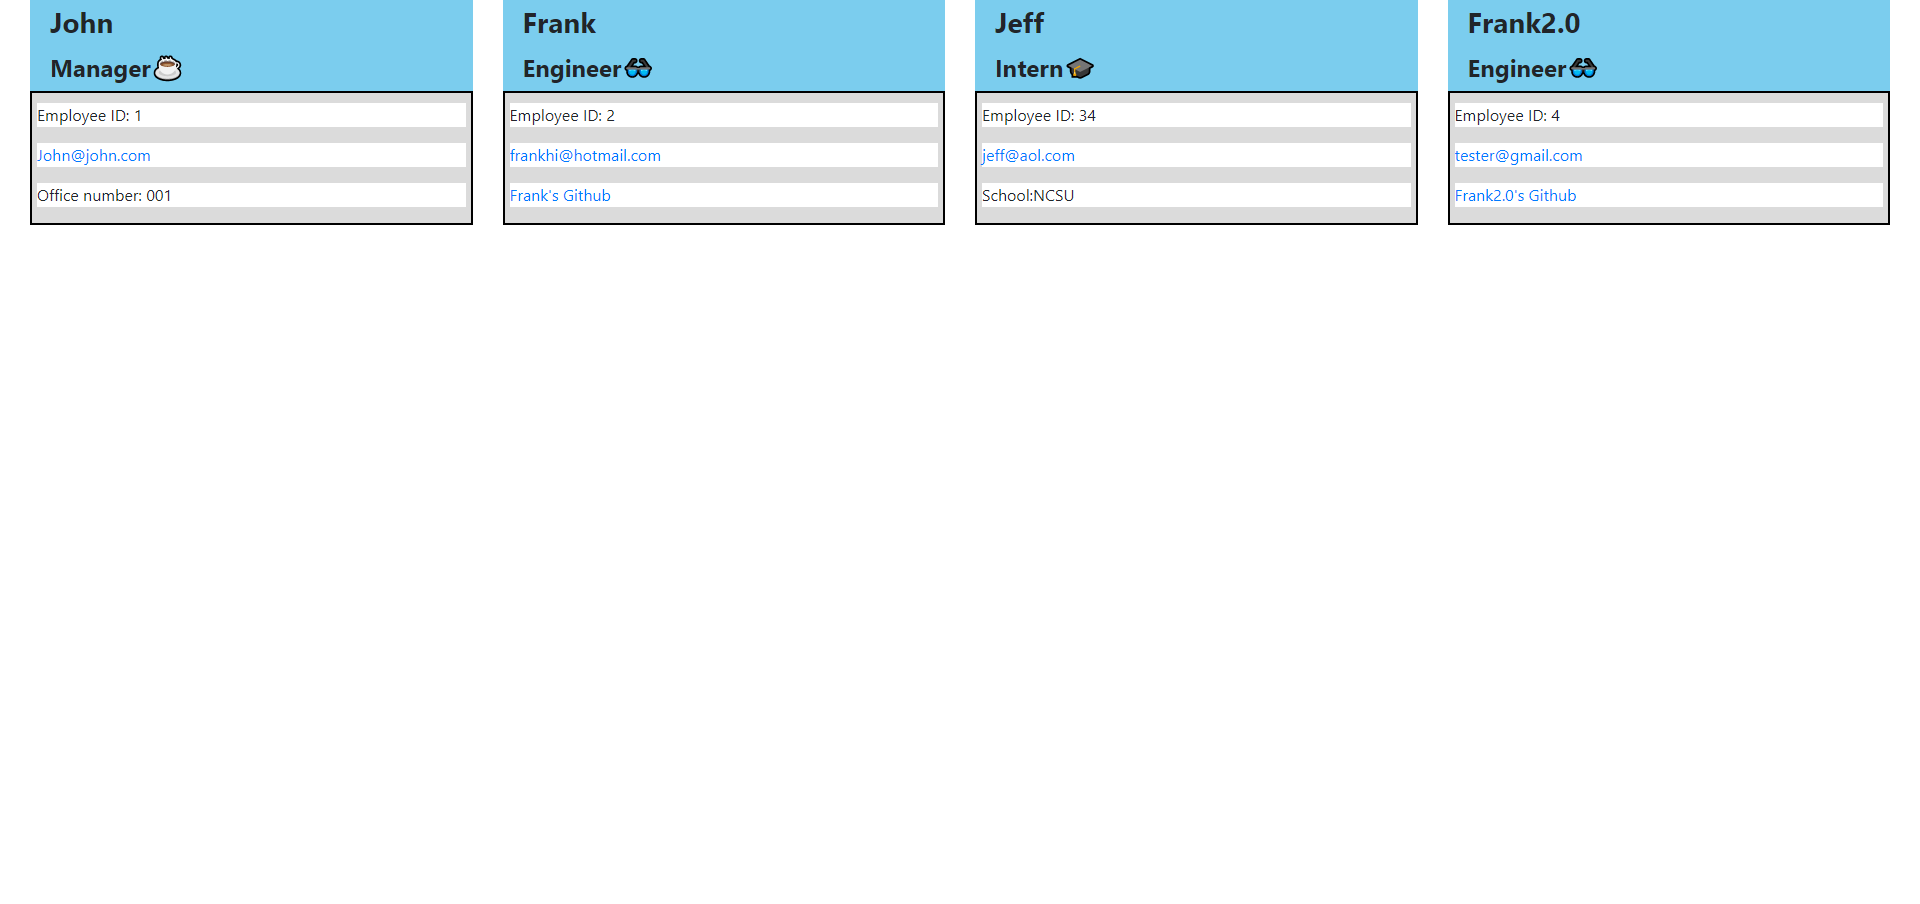 John
Manager☕
Employee ID: 1
John@john.com
Office number: 001
Frank
Engineer👓
Employee ID: 2
frankhi@hotmail.com
Frank's Github
Jeff
Intern🎓
Employee ID: 34
jeff@aol.com
School:NCSU
Frank2.0
Engineer👓
Employee ID: 4
tester@gmail.com
Frank2.0's Github